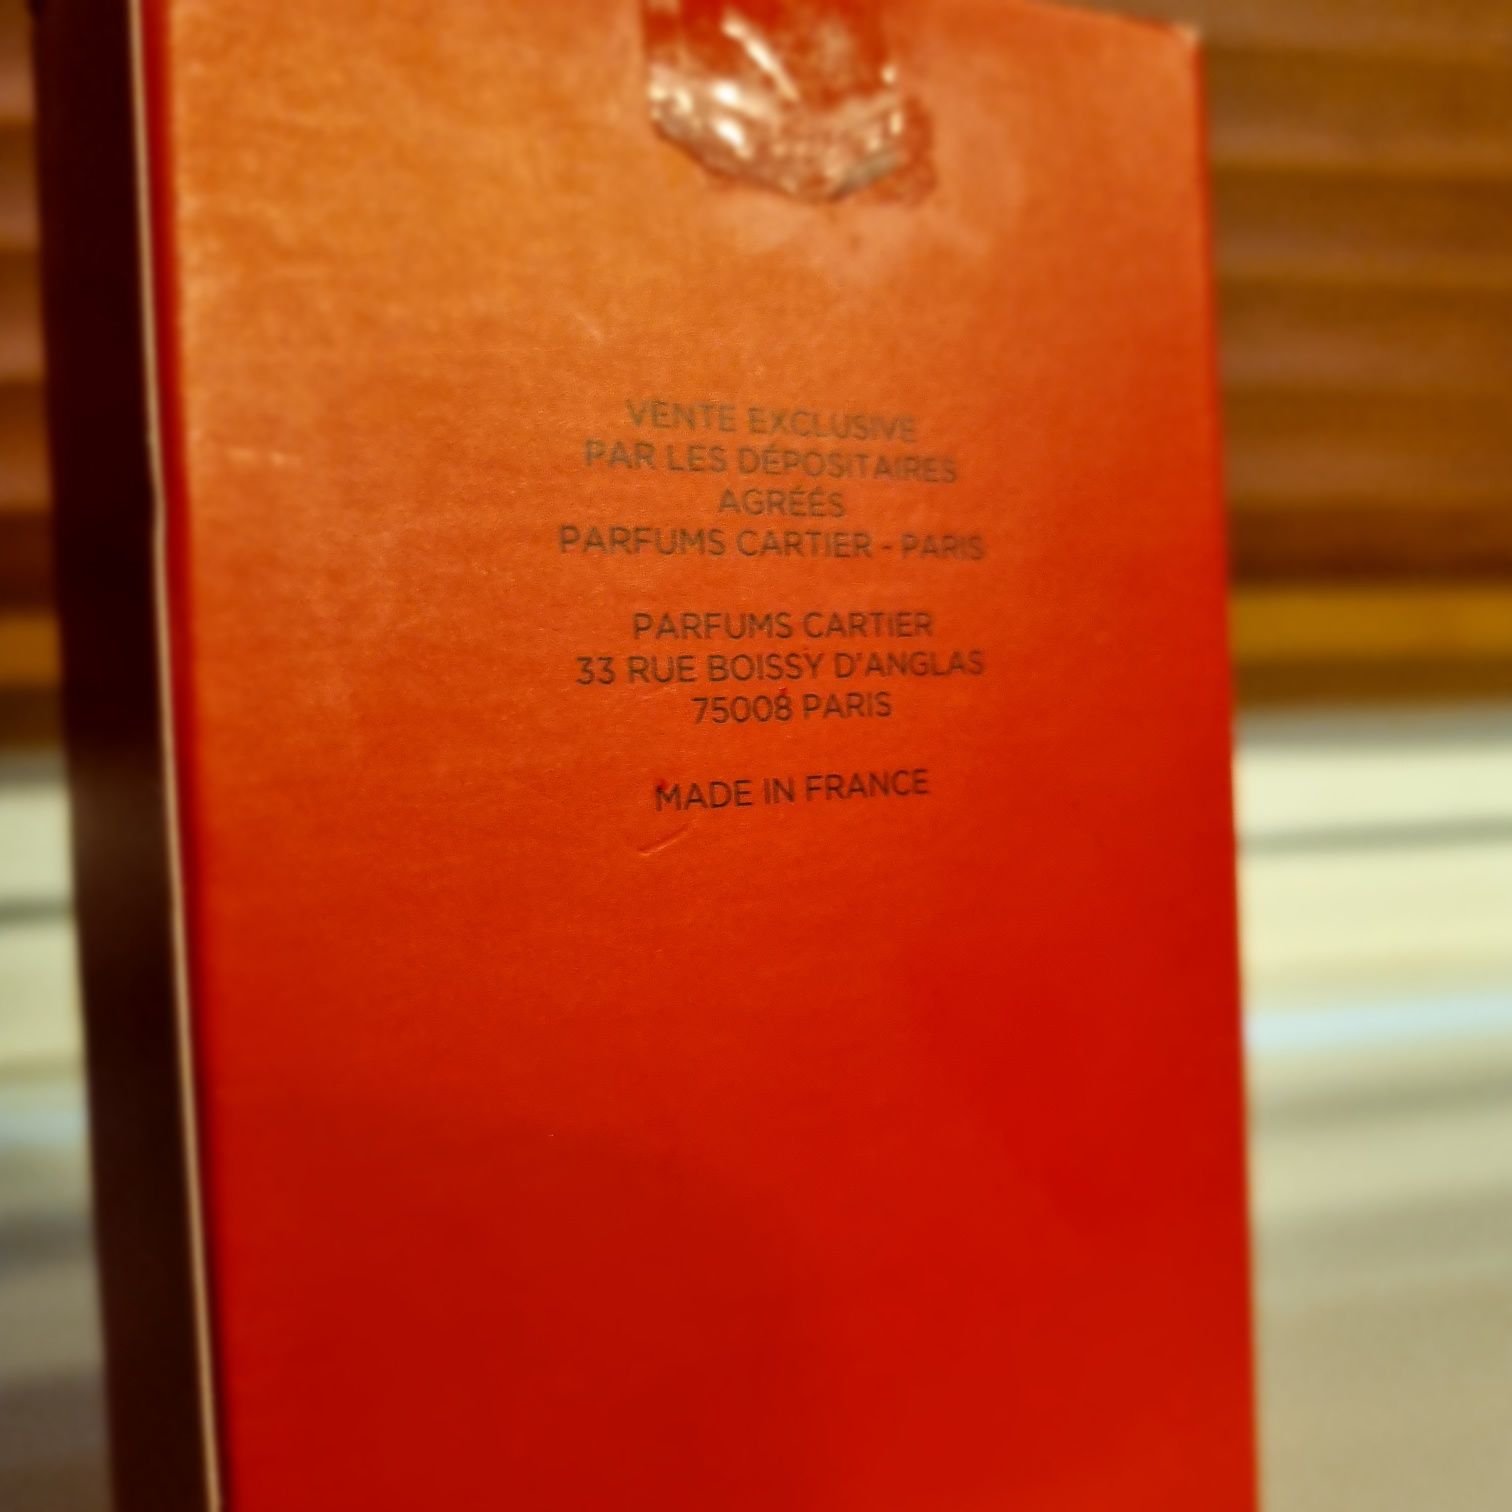 VENTE EXCLUSIVE
PAR LES DÉPOSITAIRES
AGRÉÉS
PARFUMS CARTIER - PARIS
PARFUMS CARTIER
33 RUE BOISSY D'ANGLAS
75008 PARIS
MADE IN FRANCE